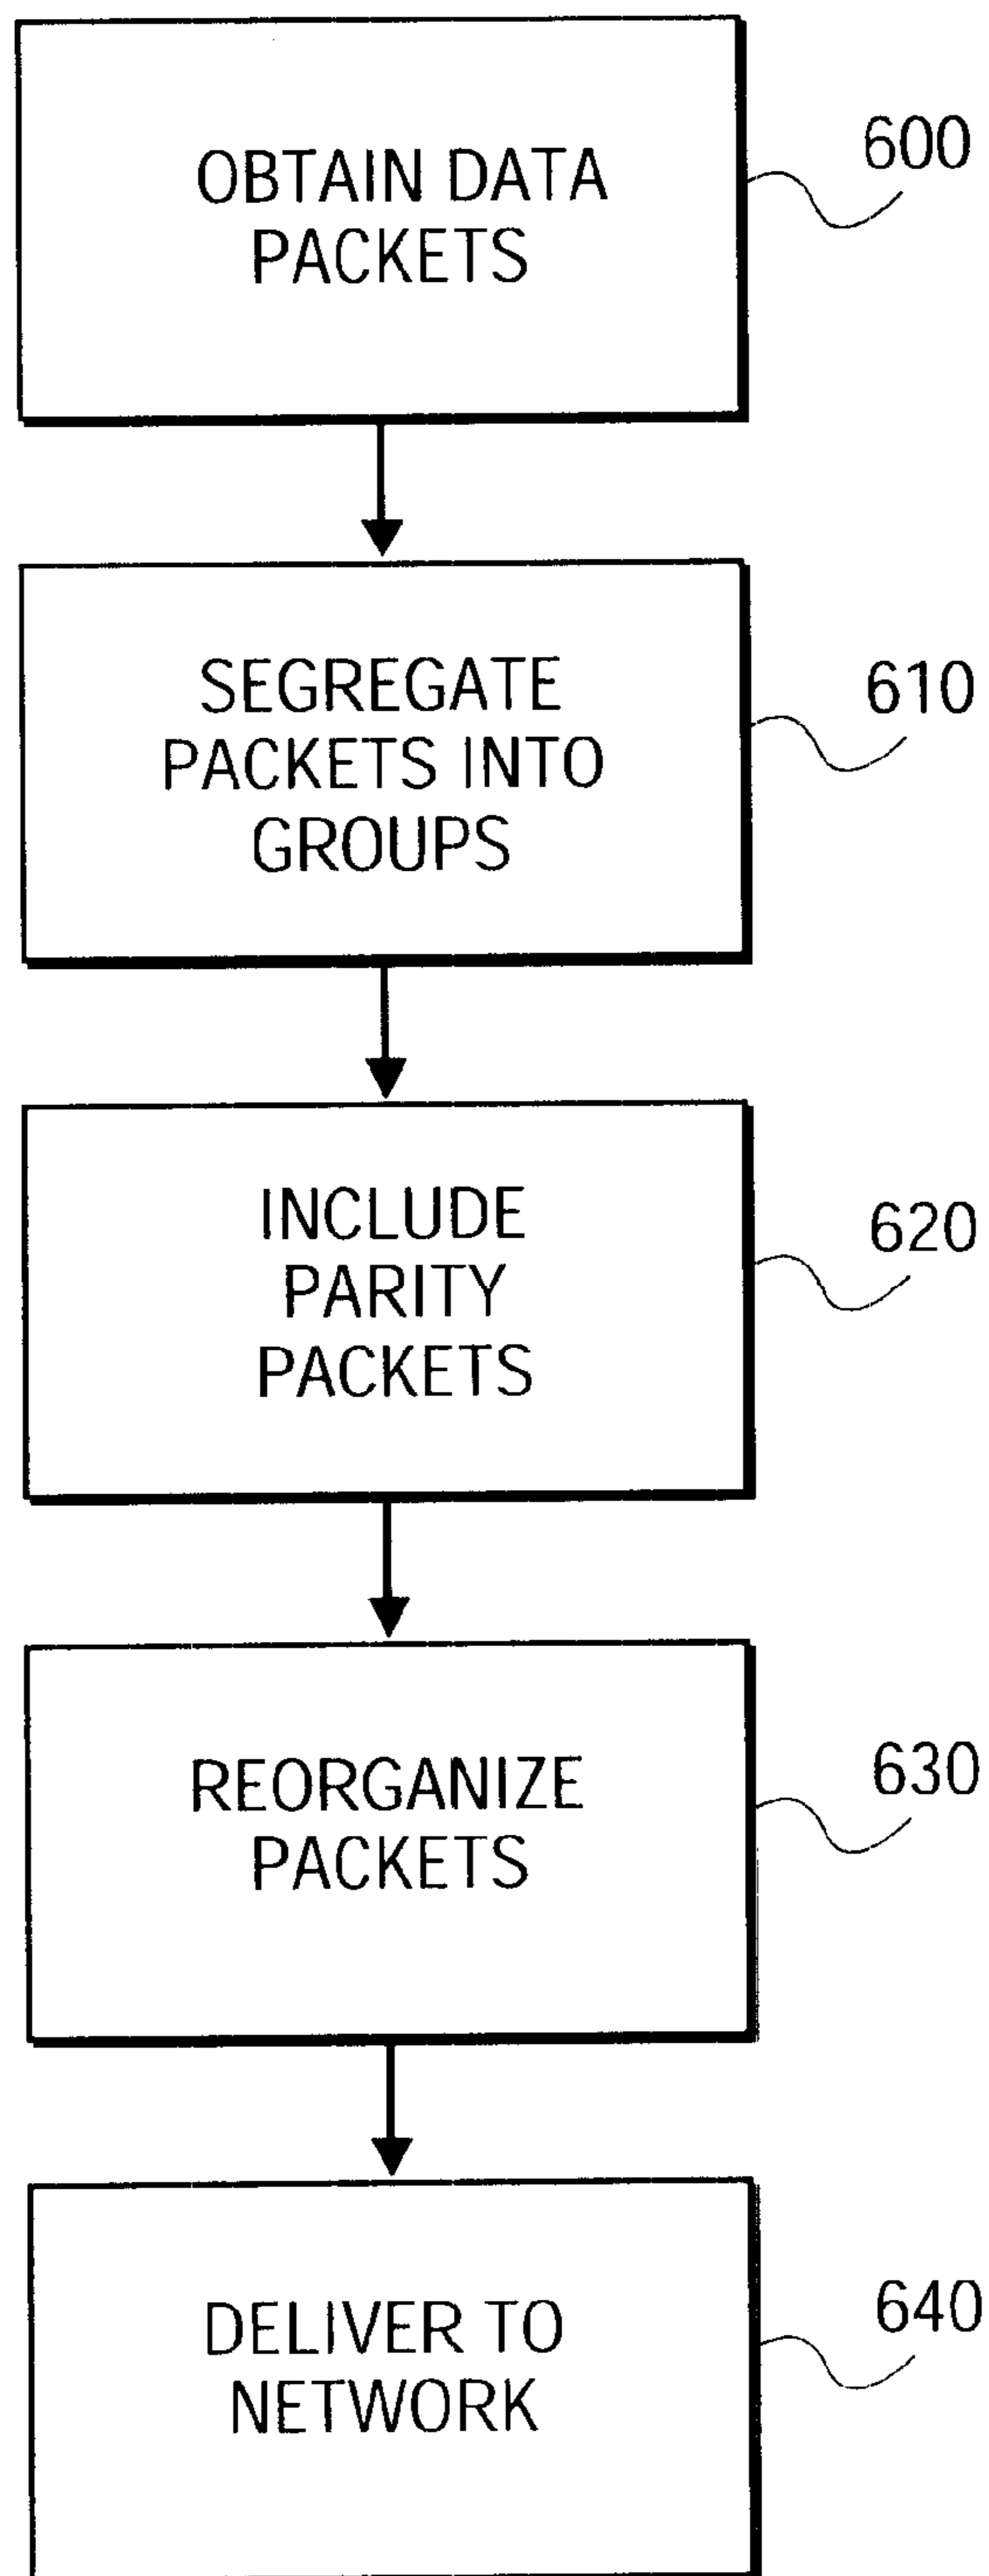 OBTAIN DATA
PACKETS
600
SEGREGATE
PACKETS INTO
GROUPS
610
INCLUDE
PARITY
PACKETS
620
REORGANIZE
PACKETS
630
DELIVER TO
NETWORK
640